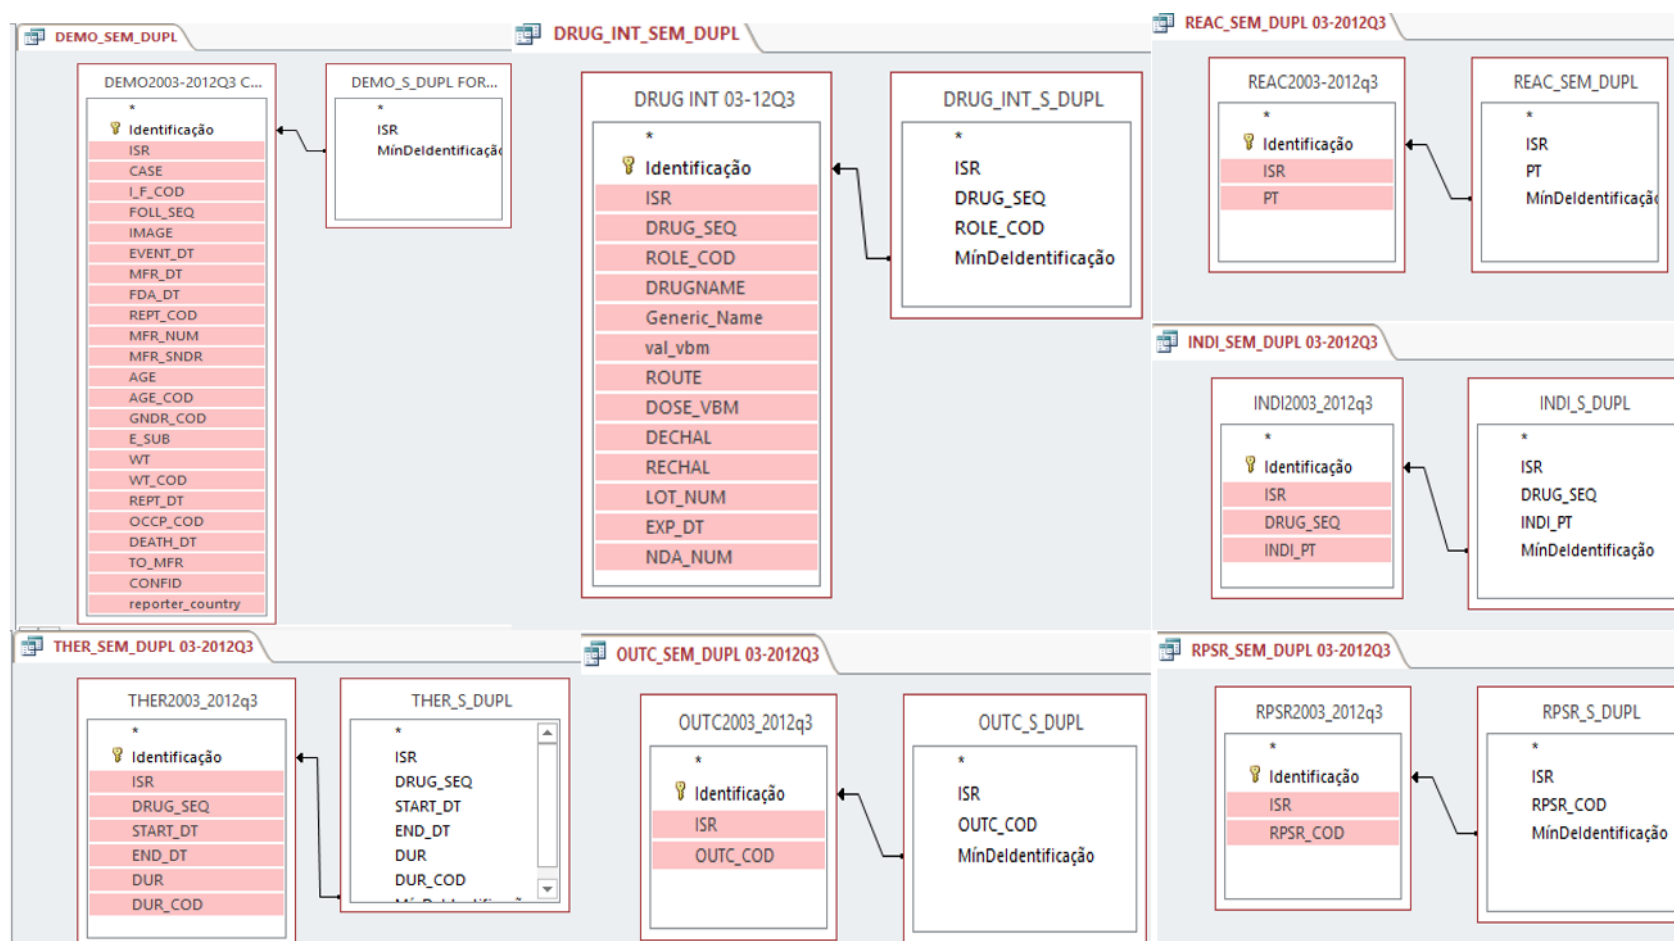 DEMO_SEM_DUPL
DEMO2003-2012Q3 C...
*
Identificação
ISR
CASE
I_F_COD
FOLL_SEQ
IMAGE
EVENT_DT
MFR_DT
FDA_DT
REPT_COD
MFR_NUM
MFR_SNDR
AGE
AGE_COD
GNDR_COD
E_SUB
WT
WT_COD
REPT_DT
OCCP_COD
DEATH_DT
TO_MFR
CONFID
reporter_country
DEMO_S_DUPL FOR...
*
ISR
MínDeIdentificaçã
DRUG_INT_SEM_DUPL
DRUG INT 03-12Q3
*
Identificação
ISR
DRUG_SEQ
ROLE_COD
DRUGNAME
Generic_Name
val_vbm
ROUTE
DOSE_VBM
DECHAL
RECHAL
LOT_NUM
EXP_DT
NDA_NUM
DRUG_INT_S_DUPL
*
ISR
DRUG_SEQ
ROLE_COD
MínDeIdentificação
REAC_SEM_DUPL 03-2012Q3
REAC2003-2012q3
*
Identificação
ISR
PT
REAC_SEM_DUPL
*
ISR
PT
MínDeIdentificaçã
INDI_SEM_DUPL 03-2012Q3
INDI2003_2012q3
*
Identificação
ISR
DRUG_SEQ
INDI_PT
INDI_S_DUPL
*
ISR
DRUG_SEQ
INDI_PT
MínDeIdentificação
THER_SEM_DUPL 03-2012Q3
THER2003_2012q3
*
Identificação
ISR
DRUG_SEQ
START_DT
END_DT
DUR
DUR_COD
THER_S_DUPL
*
ISR
DRUG_SEQ
START_DT
END_DT
DUR
DUR_COD
OUTC_SEM_DUPL 03-2012Q3
OUTC2003_2012q3
*
Identificação
ISR
OUTC_COD
OUTC_S_DUPL
*
ISR
OUTC_COD
MínDeIdentificação
RPSR_SEM_DUPL 03-2012Q3
RPSR2003_2012q3
*
Identificação
ISR
RPSR_COD
RPSR_S_DUPL
*
ISR
RPSR_COD
MínDeIdentificação